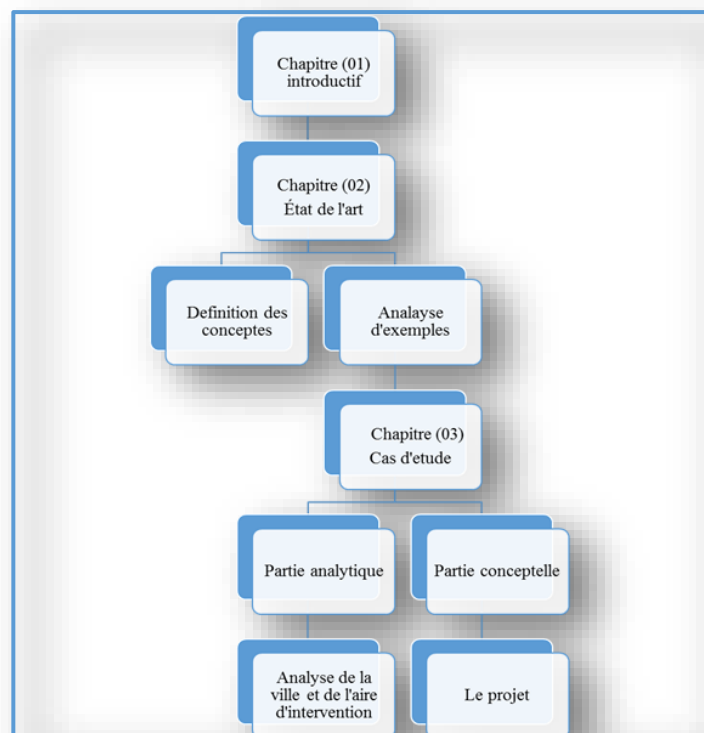 Chapitre (01)
introductif
Chapitre (02)
État de l'art
Definition des
conceptes
Analayse
d'exemples
Chapitre (03)
Cas d'etude
Partie analytique
Partie conceptelle
Analyse de la
ville et de l'aire
d'intervention
Le projet